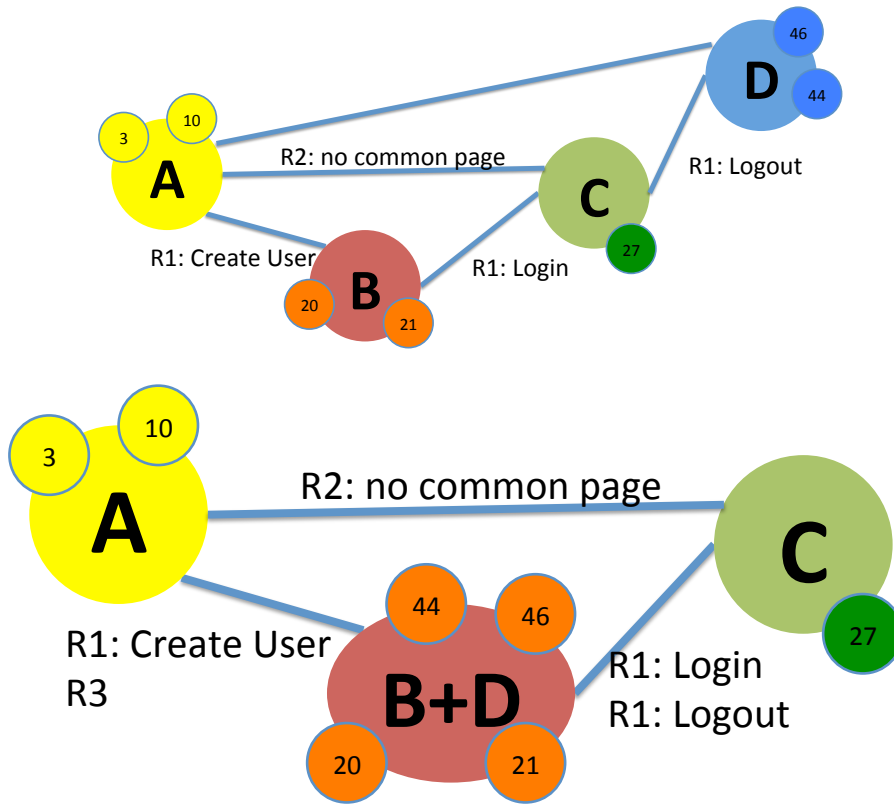 46
D
44
10
3
A
R2: no common page
R1: Logout
C
27
R1: Create User
R1: Login
B
20
21
10
3
R2: no common page
A
C
44
46
27
R1: Create User
R3
R1: Login
R1: Logout
B+D
20
21